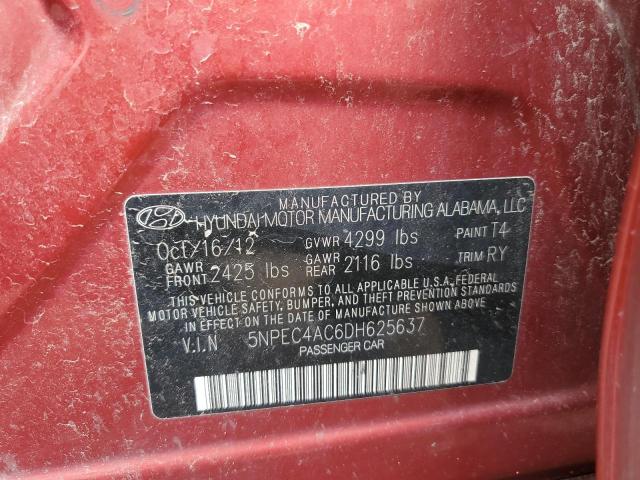 MANUFACTURED BY
HYUNDAI MOTOR MANUFACTURING ALABAMA, LLC
Oct/16/12 GVWR 4299 lbs PAINT T4
GAWR FRONT 2425 lbs GAWR REAR 2116 lbs TRIM RY
THIS VEHICLE CONFORMS TO ALL APPLICABLE U.S.A. FEDERAL
MOTOR VEHICLE SAFETY, BUMPER, AND THEFT PREVENTION STANDARDS
IN EFFECT ON THE DATE OF MANUFACTURE SHOWN ABOVE.
V.I.N 5NPEC4AC6DH625637
PASSENGER CAR